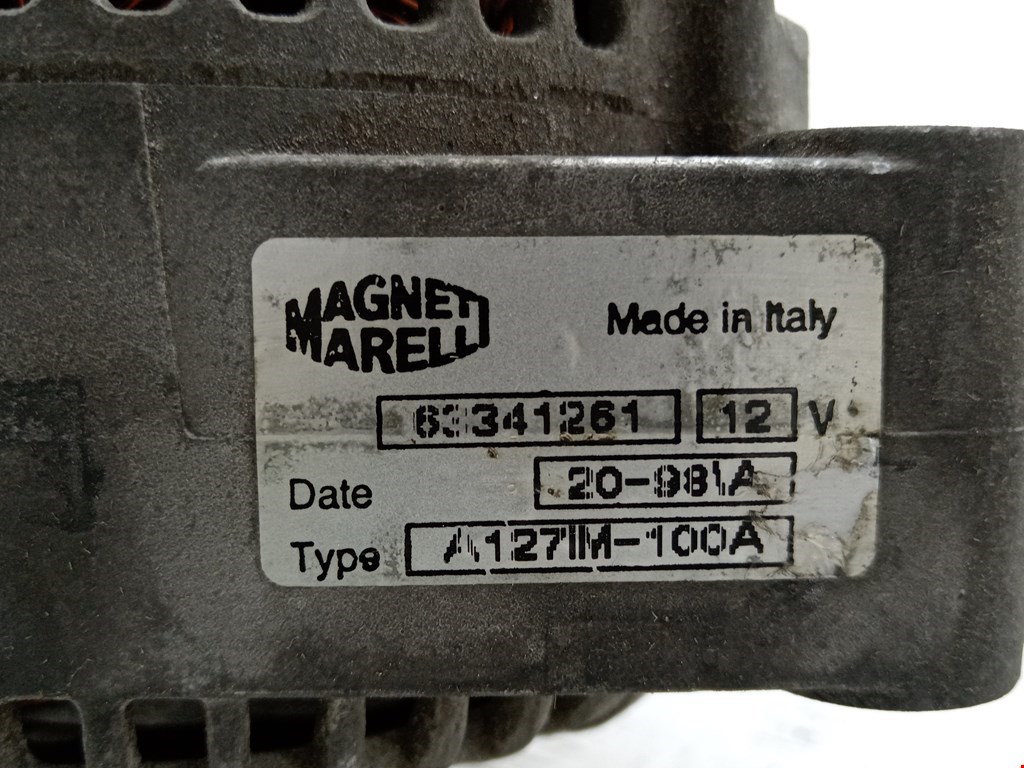 MAGNETI
MARELLI
Made in Italy
63341261 12 V
Date 20-98\A
Type A127IM-100A